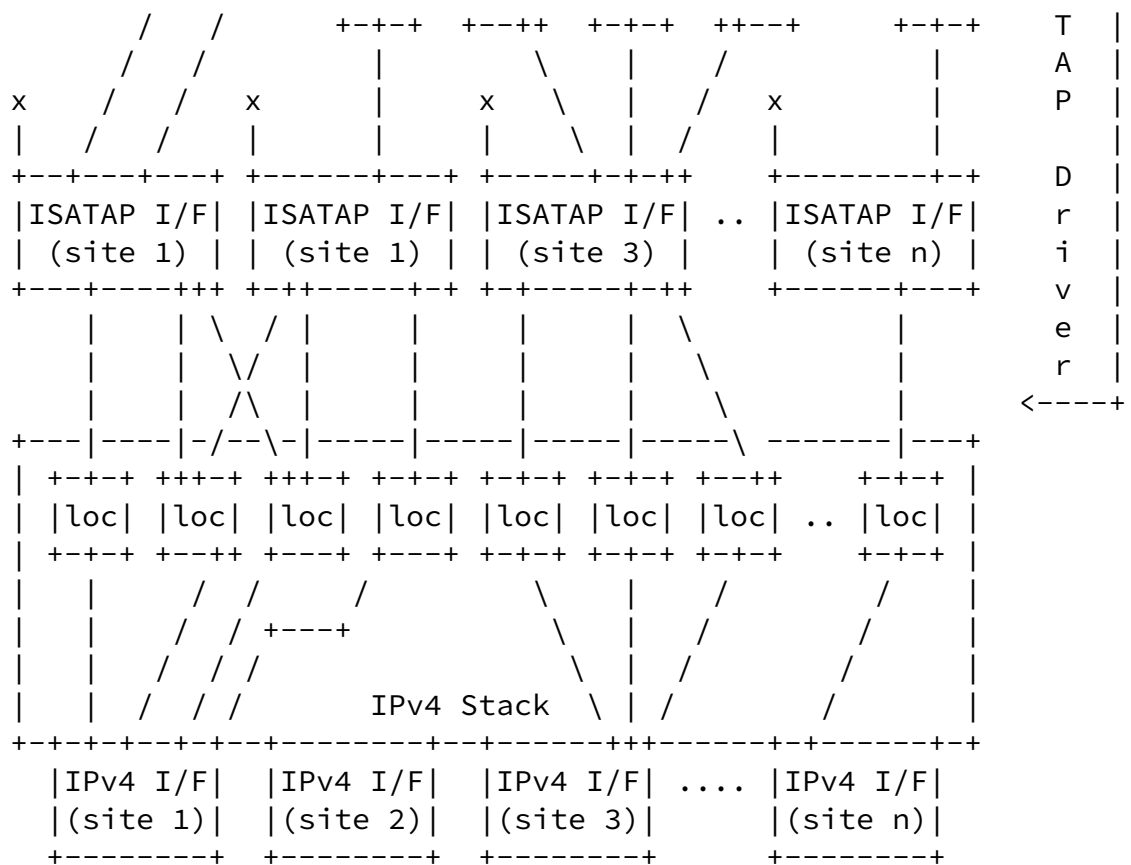 /   /      +-+-+  +--++  +-+-+  ++--+     +-+-+    T  |
     /   /         |       \    |    /            |      A  |
x   /   /   x      |     x  \   |   /   x         |      P  |
|  /   /    |      |     |   \  |  /    |         |         |
+--+---+---+ +------+---+ +-----+-+-++    +--------+-+    D  |
|ISATAP I/F| |ISATAP I/F| |ISATAP I/F| .. |ISATAP I/F|    r  |
| (site 1) | | (site 1) | | (site 3) |    | (site n) |    i  |
+---+----+++ +-++-----+-+ +-+-----+-++    +------+---+    v  |
    |    | \  / |     |     |     |  \           |        e  |
    |    |  \/  |     |     |     |   \          |        r  |
    |    |  /\  |     |     |     |    \         |      <----+
+---|----|-/--\-|-----|-----|-----|-----\ -------|---+
| +-+-+ +++-+ +++-+ +-+-+ +-+-+ +-+-+ +--++    +-+-+ |
| |loc| |loc| |loc| |loc| |loc| |loc| |loc| .. |loc| |
| +-+-+ +--++ +---+ +---+ +-+-+ +-+-+ +-+-+    +-+-+ |
|   |     /  /     /         \    |    /        /    |
|   |    /  / +---+           \   |   /        /     |
|   |   /  / /                 \  |  /        /      |
|   |  /  / /       IPv4 Stack  \ | /        /       |
+-+-+-+--+-+--+--------+--+------+++------+-+------+-+
  |IPv4 I/F|  |IPv4 I/F|  |IPv4 I/F| .... |IPv4 I/F|
  |(site 1)|  |(site 2)|  |(site 3)|      |(site n)|
  +--------+  +--------+  +--------+      +--------+